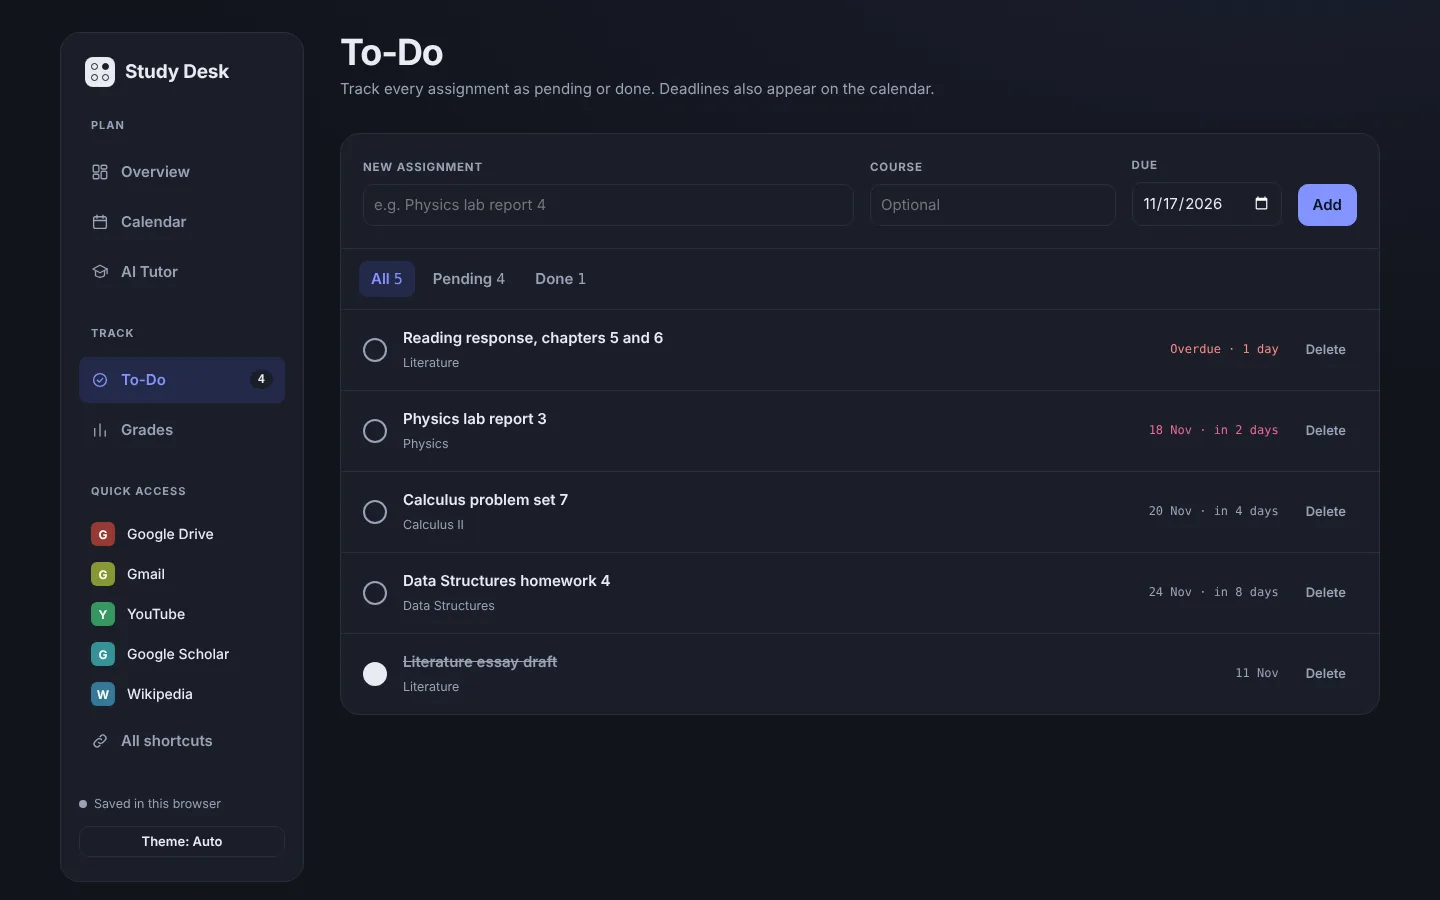 Study Desk
PLAN
Overview
Calendar
AI Tutor
TRACK
To-Do 4
Grades
QUICK ACCESS
G Google Drive
G Gmail
Y YouTube
G Google Scholar
W Wikipedia
All shortcuts
Saved in this browser
Theme: Auto
To-Do
Track every assignment as pending or done. Deadlines also appear on the calendar.
NEW ASSIGNMENT
e.g. Physics lab report 4
COURSE
Optional
DUE
11/17/2026
Add
All 5 Pending 4 Done 1
Reading response, chapters 5 and 6
Literature
Overdue · 1 day Delete
Physics lab report 3
Physics
18 Nov · in 2 days Delete
Calculus problem set 7
Calculus II
20 Nov · in 4 days Delete
Data Structures homework 4
Data Structures
24 Nov · in 8 days Delete
Literature essay draft
Literature
11 Nov Delete